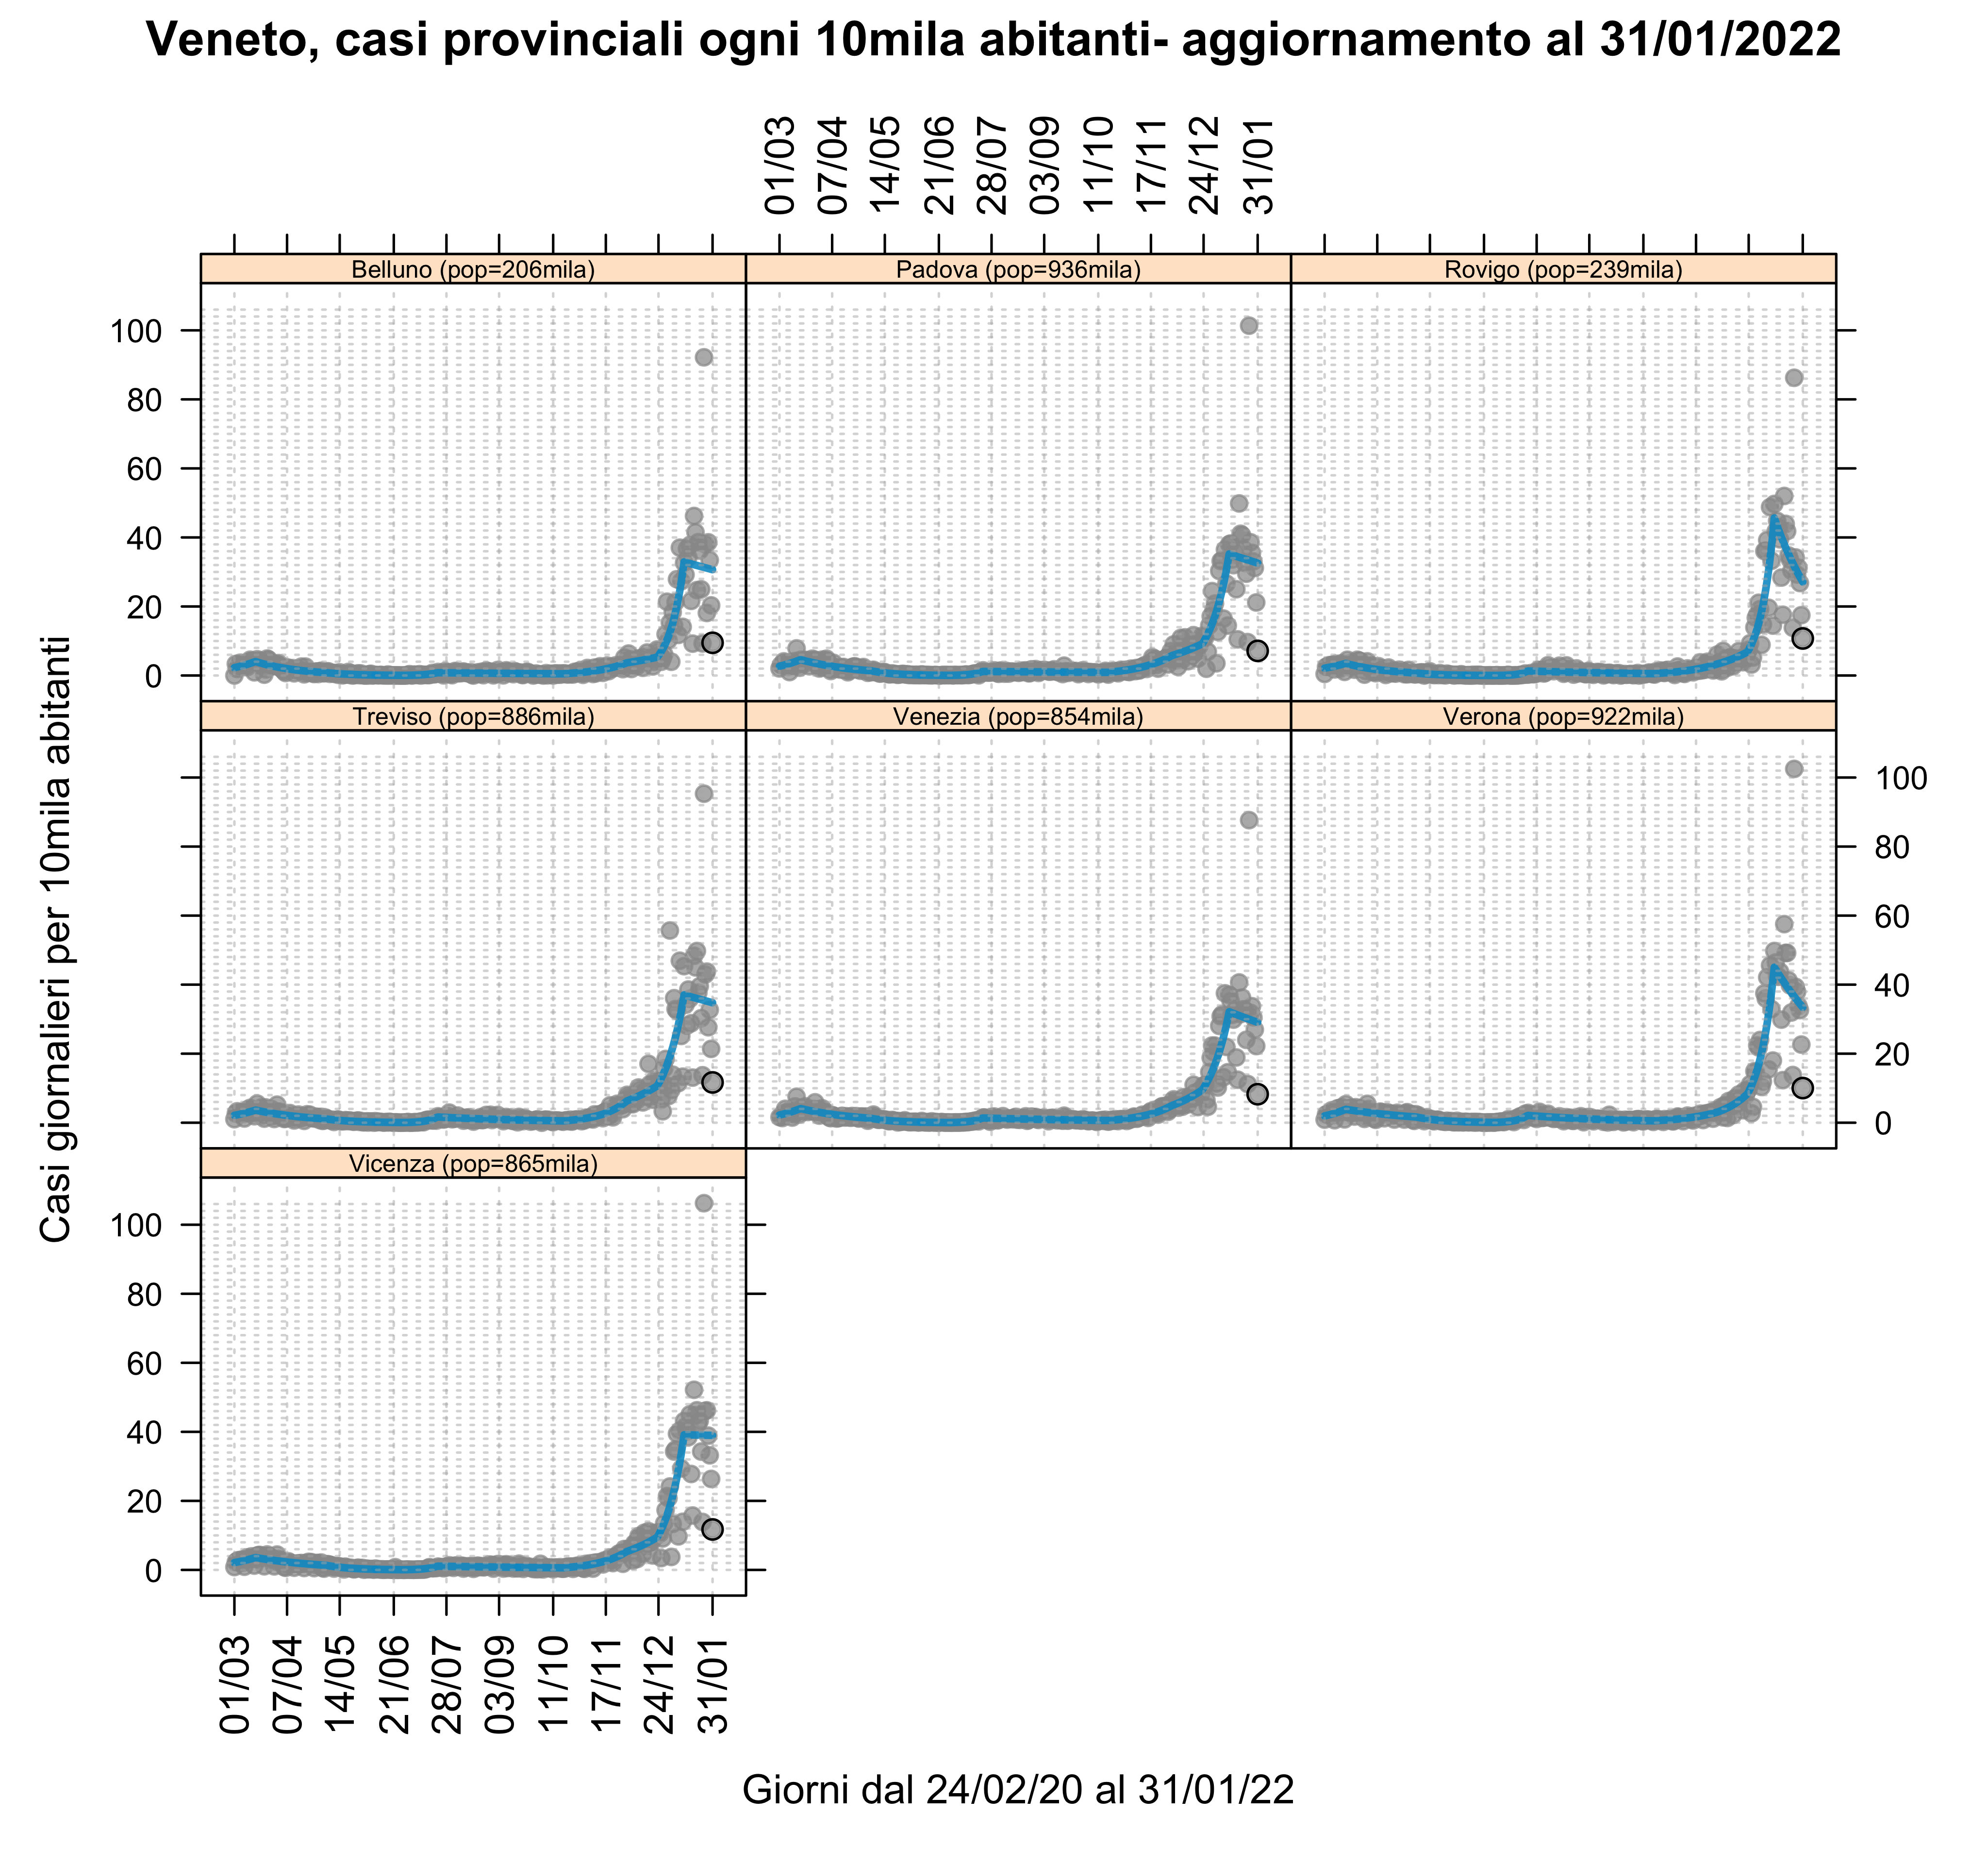 Veneto, casi provinciali ogni 10mila abitanti- aggiornamento al 31/01/2022
01/03 07/04 14/05 21/06 28/07 03/09 11/10 17/11 24/12 31/01
Belluno (pop=206mila)
Padova (pop=936mila)
Rovigo (pop=239mila)
100
80
60
40
20
0
Treviso (pop=886mila)
Venezia (pop=854mila)
Verona (pop=922mila)
100
80
60
40
20
0
Vicenza (pop=865mila)
100
80
60
40
20
0
01/03 07/04 14/05 21/06 28/07 03/09 11/10 17/11 24/12 31/01
Casi giornalieri per 10mila abitanti
Giorni dal 24/02/20 al 31/01/22